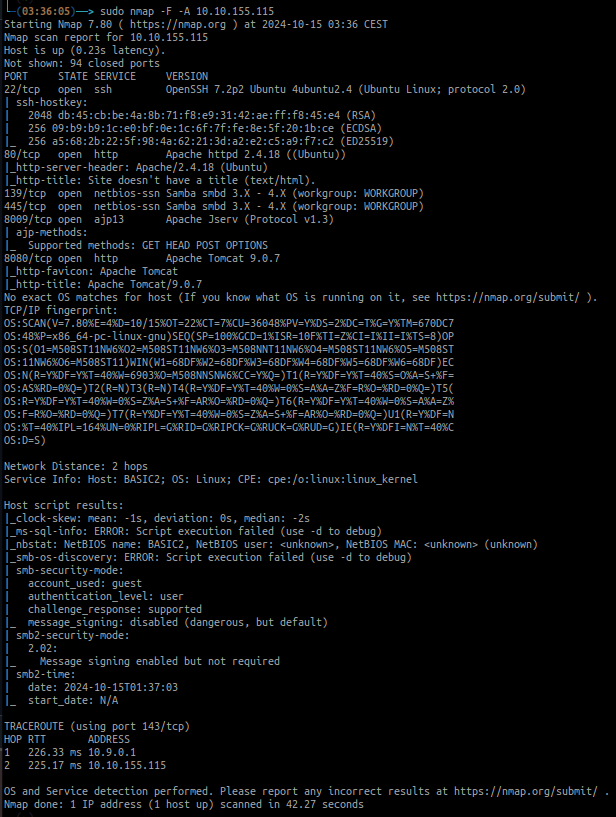 (03:36:05)──> sudo nmap -F -A 10.10.155.115
Starting Nmap 7.80 ( https://nmap.org ) at 2024-10-15 03:36 CEST
Nmap scan report for 10.10.155.115
Host is up (0.23s latency).
Not shown: 94 closed ports
PORT     STATE SERVICE     VERSION
22/tcp   open  ssh         OpenSSH 7.2p2 Ubuntu 4ubuntu2.4 (Ubuntu Linux; protocol 2.0)
| ssh-hostkey:
|   2048 db:45:cb:be:4a:8b:71:f8:e9:31:42:ae:ff:f8:45:e4 (RSA)
|   256 09:b9:b9:1c:e0:bf:0e:1c:6f:7f:fe:8e:5f:20:1b:ce (ECDSA)
|_  256 a5:68:2b:22:5f:98:4a:62:21:3d:a2:e2:c5:a9:f7:c2 (ED25519)
80/tcp   open  http        Apache httpd 2.4.18 ((Ubuntu))
|_http-server-header: Apache/2.4.18 (Ubuntu)
|_http-title: Site doesn't have a title (text/html).
139/tcp  open  netbios-ssn Samba smbd 3.X - 4.X (workgroup: WORKGROUP)
445/tcp  open  netbios-ssn Samba smbd 3.X - 4.X (workgroup: WORKGROUP)
8009/tcp open  ajp13       Apache Jserv (Protocol v1.3)
| ajp-methods:
|_  Supported methods: GET HEAD POST OPTIONS
8080/tcp open  http        Apache Tomcat 9.0.7
|_http-favicon: Apache Tomcat
|_http-title: Apache Tomcat/9.0.7
No exact OS matches for host (If you know what OS is running on it, see https://nmap.org/submit/ ).
TCP/IP fingerprint:
OS:SCAN(V=7.80%E=4%D=10/15%OT=22%CT=7%CU=36048%PV=Y%DS=2%DC=T%G=Y%TM=670DC7
OS:48%P=x86_64-pc-linux-gnu)SEQ(SP=100%GCD=1%ISR=10F%TI=Z%CI=I%II=I%TS=8)OP
OS:S(O1=M508ST11NW6%O2=M508ST11NW6%O3=M508NNT11NW6%O4=M508ST11NW6%O5=M508ST
OS:11NW6%O6=M508ST11)WIN(W1=68DF%W2=68DF%W3=68DF%W4=68DF%W5=68DF%W6=68DF)EC
OS:N(R=Y%DF=Y%T=40%W=6903%O=M508NNSNW6%CC=Y%Q=)T1(R=Y%DF=Y%T=40%S=O%A=S+%F=
OS:AS%RD=0%Q=)T2(R=N)T3(R=N)T4(R=Y%DF=Y%T=40%W=0%S=A%A=Z%F=R%O=%RD=0%Q=)T5(
OS:R=Y%DF=Y%T=40%W=0%S=Z%A=S+%F=AR%O=%RD=0%Q=)T6(R=Y%DF=Y%T=40%W=0%S=A%A=Z%
OS:F=R%O=%RD=0%Q=)T7(R=Y%DF=Y%T=40%W=0%S=Z%A=S+%F=AR%O=%RD=0%Q=)U1(R=Y%DF=N
OS:%T=40%IPL=164%UN=0%RIPL=G%RID=G%RIPCK=G%RUCK=G%RUD=G)IE(R=Y%DFI=N%T=40%C
OS:D=S)
Network Distance: 2 hops
Service Info: Host: BASIC2; OS: Linux; CPE: cpe:/o:linux:linux_kernel
Host script results:
|_clock-skew: mean: -1s, deviation: 0s, median: -2s
|_ms-sql-info: ERROR: Script execution failed (use -d to debug)
|_nbstat: NetBIOS name: BASIC2, NetBIOS user: <unknown>, NetBIOS MAC: <unknown> (unknown)
|_smb-os-discovery: ERROR: Script execution failed (use -d to debug)
| smb-security-mode:
|   account_used: guest
|   authentication_level: user
|   challenge_response: supported
|_  message_signing: disabled (dangerous, but default)
| smb2-security-mode:
|   2.02:
|_    Message signing enabled but not required
| smb2-time:
|   date: 2024-10-15T01:37:03
|_  start_date: N/A
TRACEROUTE (using port 143/tcp)
HOP RTT       ADDRESS
1   226.33 ms 10.9.0.1
2   225.17 ms 10.10.155.115
OS and Service detection performed. Please report any incorrect results at https://nmap.org/submit/ .
Nmap done: 1 IP address (1 host up) scanned in 42.27 seconds